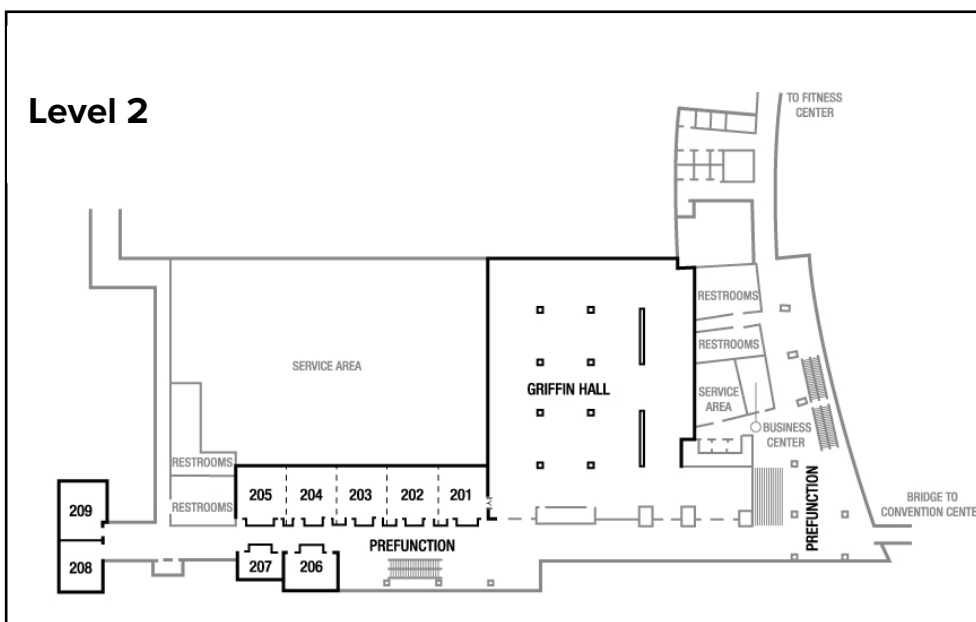 Level 2
TO FITNESS
CENTER
RESTROOMS
RESTROOMS
SERVICE AREA
GRIFFIN HALL
SERVICE
AREA
BUSINESS
CENTER
RESTROOMS
RESTROOMS
205
204
203
202
201
209
208
207
206
PREFUNCTION
PREFUNCTION
BRIDGE TO
CONVENTION CENTE